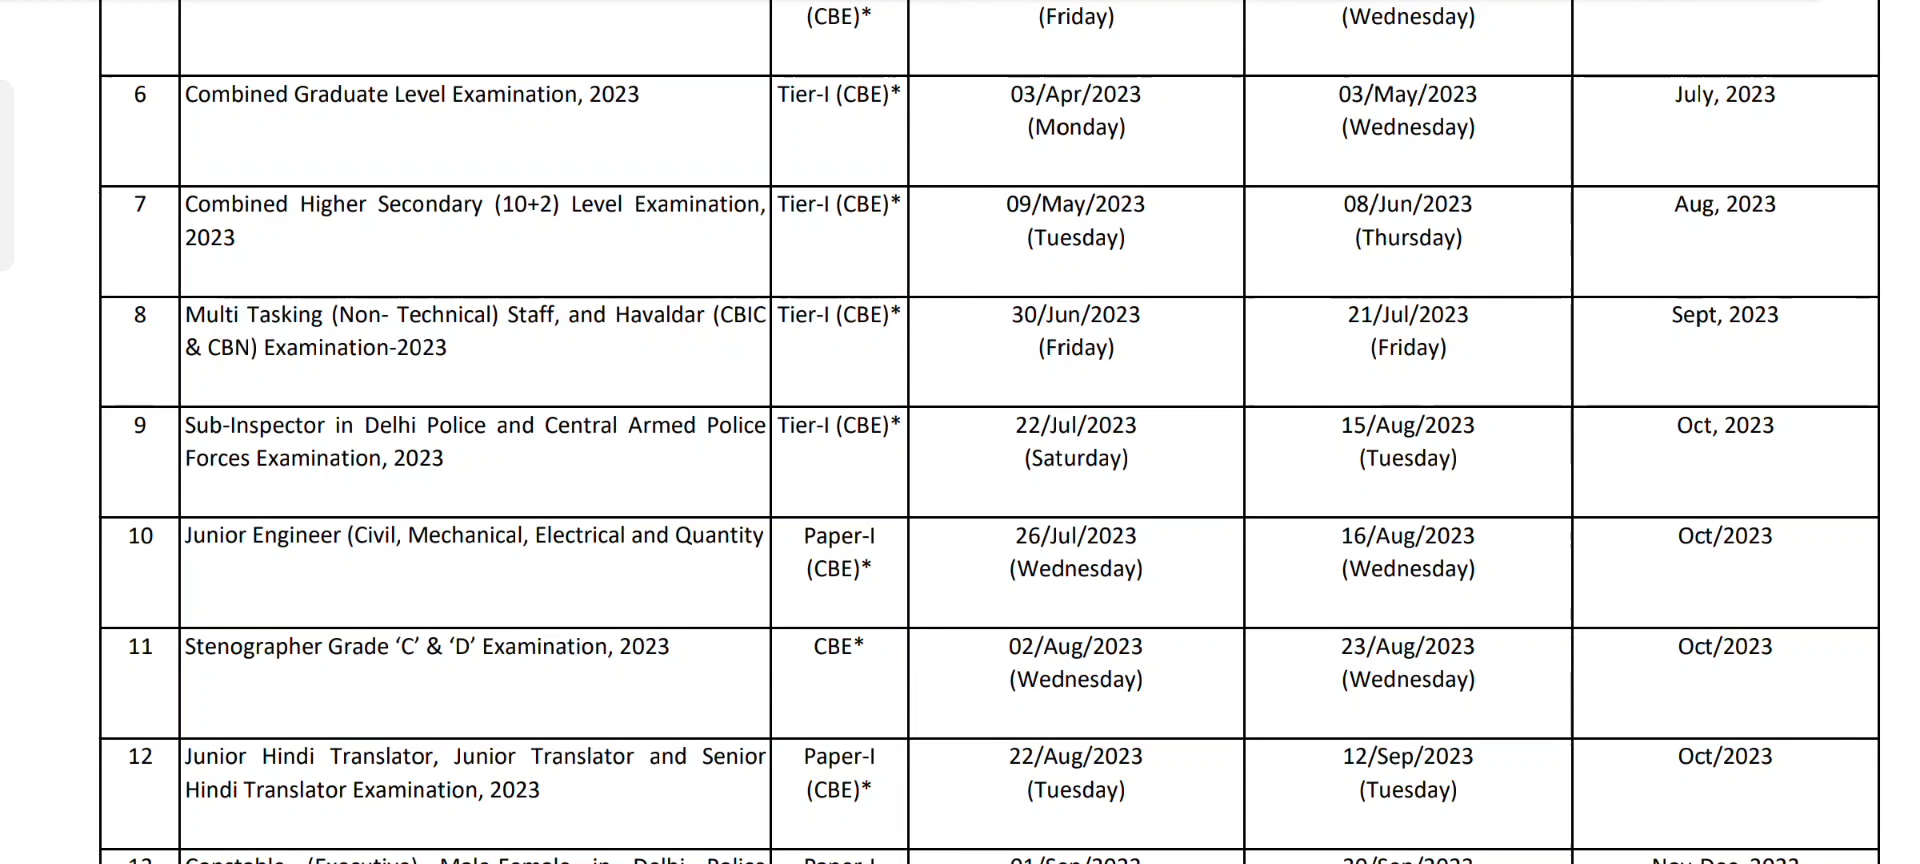 (CBE)* (Friday) (Wednesday)
6 Combined Graduate Level Examination, 2023 Tier-I (CBE)* 03/Apr/2023 03/May/2023 July, 2023
(Monday) (Wednesday)
7 Combined Higher Secondary (10+2) Level Examination, Tier-I (CBE)* 09/May/2023 08/Jun/2023 Aug, 2023
2023 (Tuesday) (Thursday)
8 Multi Tasking (Non- Technical) Staff, and Havaldar (CBIC Tier-I (CBE)* 30/Jun/2023 21/Jul/2023 Sept, 2023
& CBN) Examination-2023 (Friday) (Friday)
9 Sub-Inspector in Delhi Police and Central Armed Police Tier-I (CBE)* 22/Jul/2023 15/Aug/2023 Oct, 2023
Forces Examination, 2023 (Saturday) (Tuesday)
10 Junior Engineer (Civil, Mechanical, Electrical and Quantity Paper-I 26/Jul/2023 16/Aug/2023 Oct/2023
(CBE)* (Wednesday) (Wednesday)
11 Stenographer Grade ‘C’ & ‘D’ Examination, 2023 CBE* 02/Aug/2023 23/Aug/2023 Oct/2023
(Wednesday) (Wednesday)
12 Junior Hindi Translator, Junior Translator and Senior Paper-I 22/Aug/2023 12/Sep/2023 Oct/2023
Hindi Translator Examination, 2023 (CBE)* (Tuesday) (Tuesday)